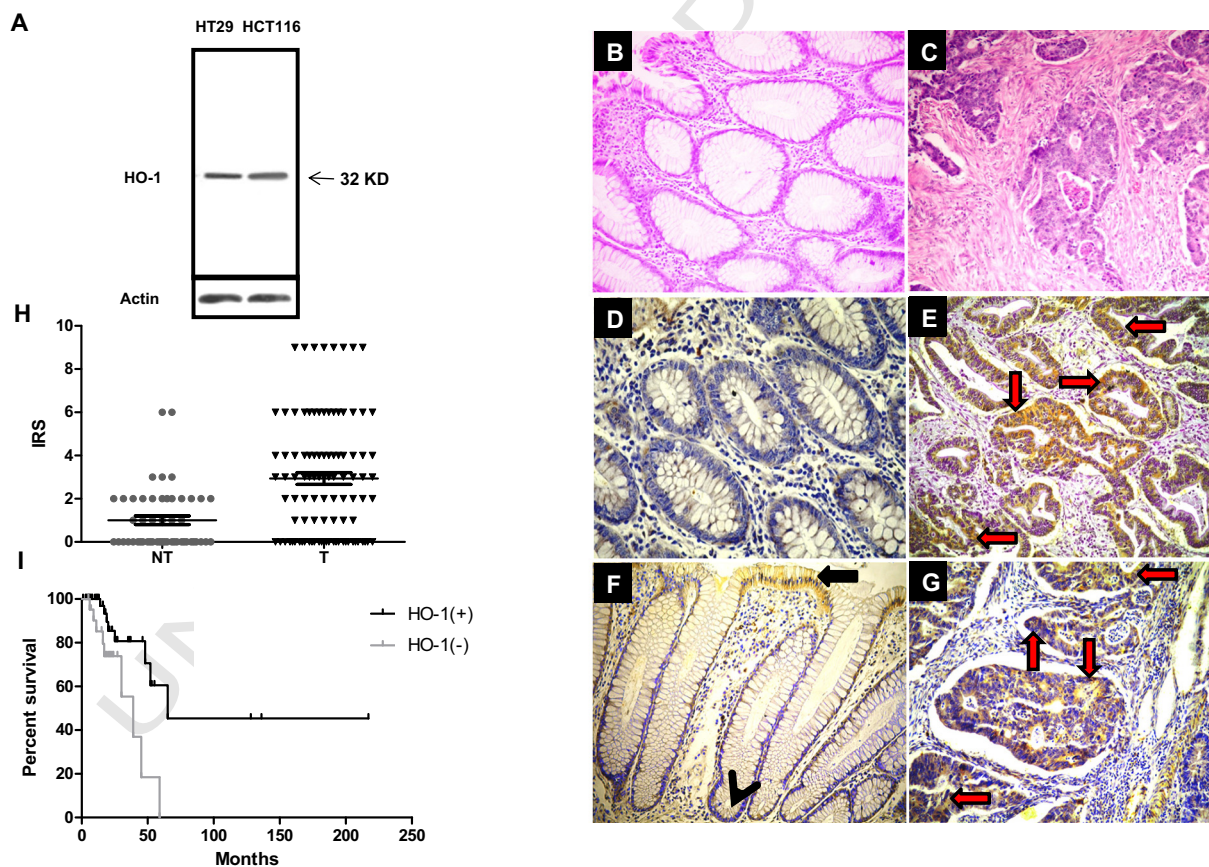 A
HT29 HCT116
HO-1
32 KD
Actin
B
C
D
E
F
G
H
10
8
6
4
2
0
IRS
NT
T
I
100
80
60
40
20
0
Percent survival
HO-1(+)
HO-1(-)
0
50
100
150
200
250
Months